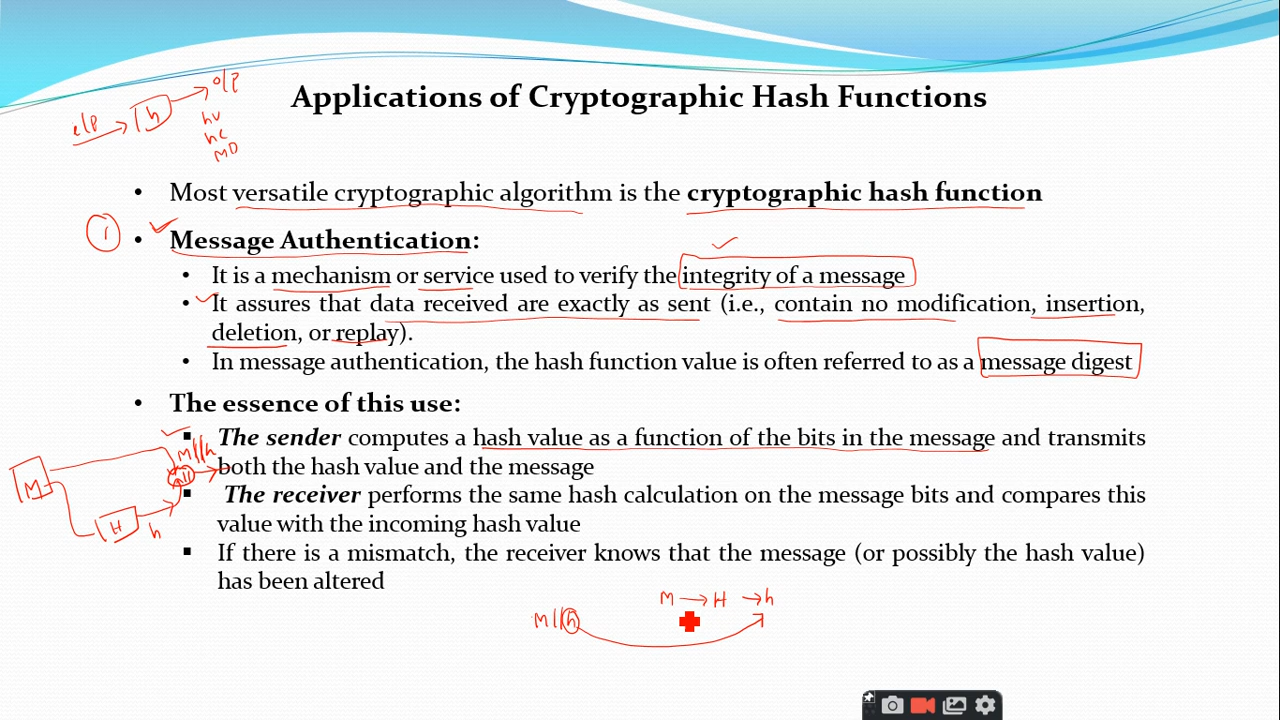 Applications of Cryptographic Hash Functions
i/p → h → o/p
hv
hc
MD
• Most versatile cryptographic algorithm is the cryptographic hash function
1
• Message Authentication:
• It is a mechanism or service used to verify the integrity of a message
• It assures that data received are exactly as sent (i.e., contain no modification, insertion,
deletion, or replay).
• In message authentication, the hash function value is often referred to as a message digest
• The essence of this use:
▪ The sender computes a hash value as a function of the bits in the message and transmits
both the hash value and the message
▪ The receiver performs the same hash calculation on the message bits and compares this
value with the incoming hash value
▪ If there is a mismatch, the receiver knows that the message (or possibly the hash value)
has been altered
M||h
M
||
H
h
M → H → h
M||h